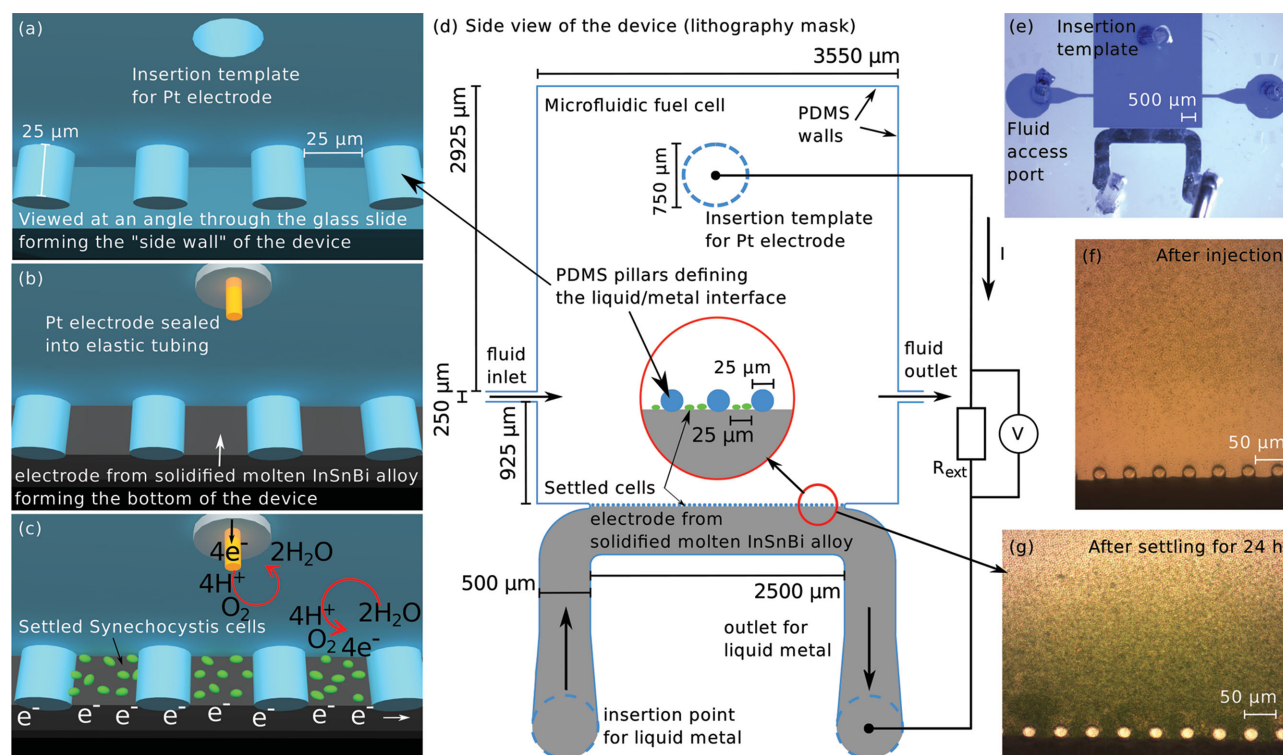 (a)
Insertion template
for Pt electrode
25 µm
25 µm
Viewed at an angle through the glass slide
forming the "side wall" of the device
(b)
Pt electrode sealed
into elastic tubing
electrode from solidified molten InSnBi alloy
forming the bottom of the device
(c)
4e-
2H2O
4H+
O2
4H+
2H2O
O2
4e-
Settled Synechocystis cells
e- e- e- e- e- e- e- e-
(d) Side view of the device (lithography mask)
3550 µm
Microfluidic fuel cell
PDMS
walls
2925 µm
750 µm
Insertion template
for Pt electrode
I
PDMS pillars defining
the liquid/metal interface
fluid
inlet
fluid
outlet
25 µm
250 µm
25 µm
925 µm
V
Rext
Settled cells
electrode from
solidified molten InSnBi alloy
500 µm
2500 µm
outlet for
liquid metal
insertion point
for liquid metal
(e)
Insertion
template
500 µm
Fluid
access
port
(f)
After injection
50 µm
(g)
After settling for 24 h
50 µm